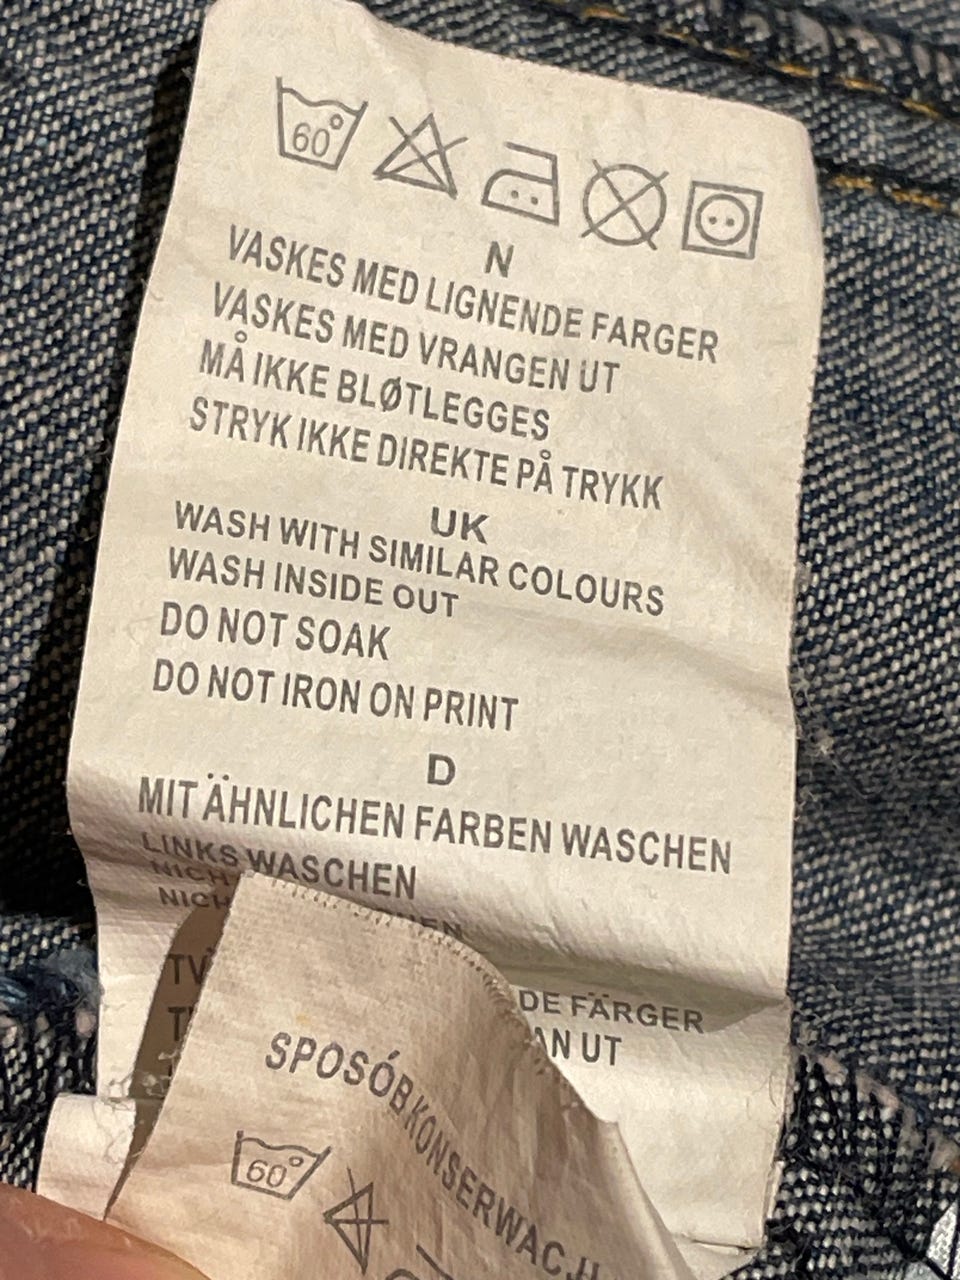 60°
N
VASKES MED LIGNENDE FARGER
VASKES MED VRANGEN UT
MÅ IKKE BLØTLEGGES
STRYK IKKE DIREKTE PÅ TRYKK
UK
WASH WITH SIMILAR COLOURS
WASH INSIDE OUT
DO NOT SOAK
DO NOT IRON ON PRINT
D
MIT ÄHNLICHEN FARBEN WASCHEN
LINKS WASCHEN
DE FÄRGER
UT
SPOSÓB KONSERWACJI
60°